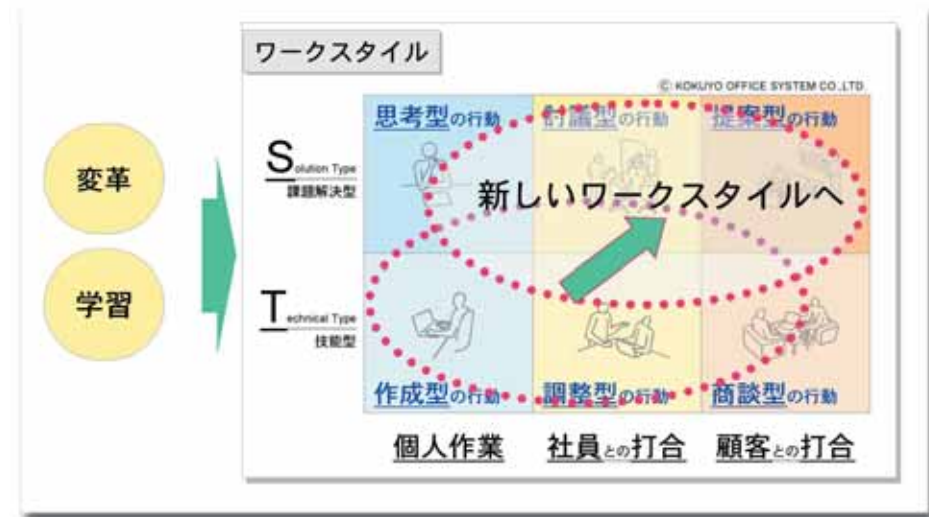 ワークスタイル
© KOKUYO OFFICE SYSTEM CO.,LTD.
思考型の行動
討議型の行動
提案型の行動
Solution Type
課題解決型
変革
新しいワークスタイルへ
学習
Technical Type
技能型
作成型の行動
調整型の行動
商談型の行動
個人作業
社員との打合
顧客との打合